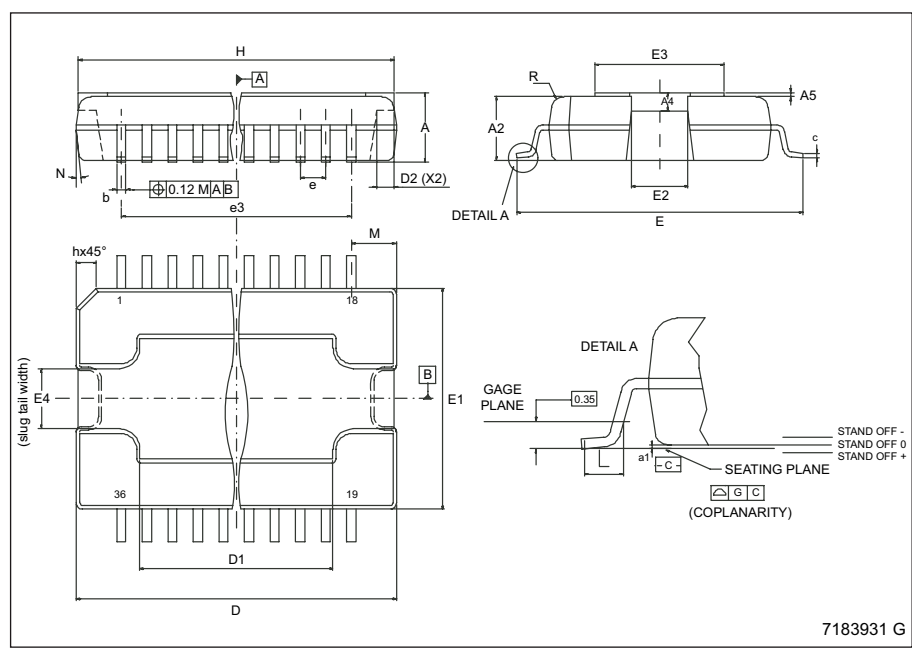 H
A
E3
R
A4
A5
A2
A
c
N
b
0.12 M A B
e
D2 (X2)
e3
E2
DETAIL A
E
M
hx45°
1
18
B
E4
(slug tail width)
E1
36
19
D1
D
DETAIL A
GAGE
PLANE
0.35
L
a1
- C -
SEATING PLANE
G C
(COPLANARITY)
STAND OFF -
STAND OFF 0
STAND OFF +
7183931 G